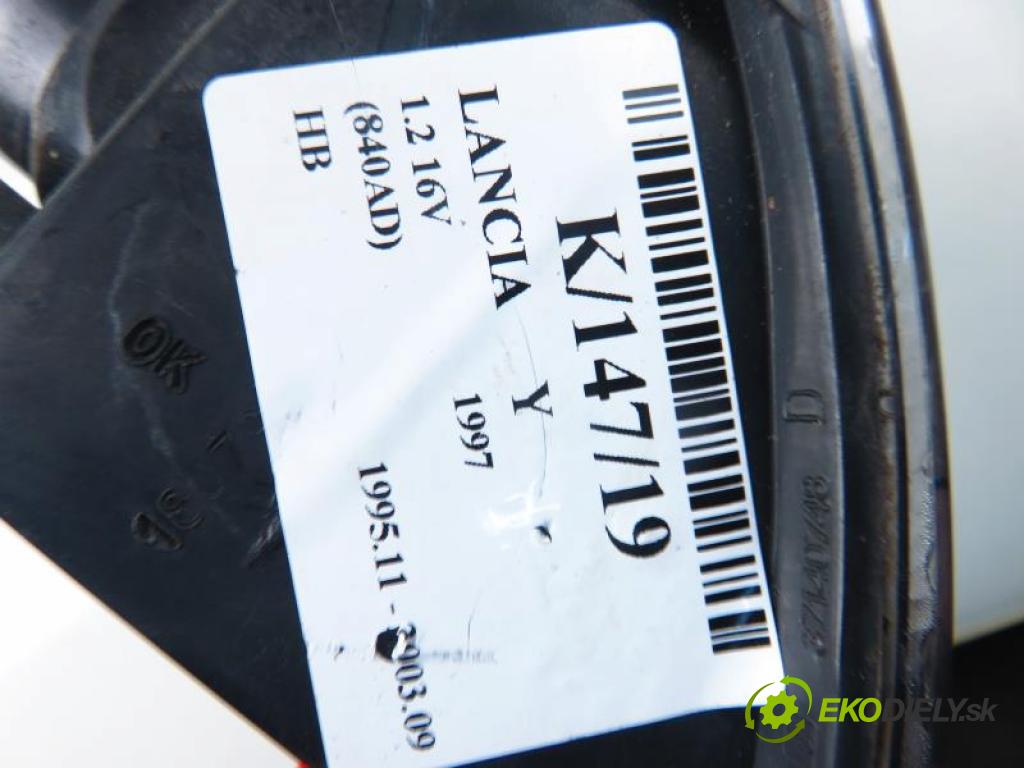 K/147/19
LANCIA Y
1.2 16V 1997
(840AD)
HB 1995.11 - 2003.09
OK
D
EKODIELY.sk